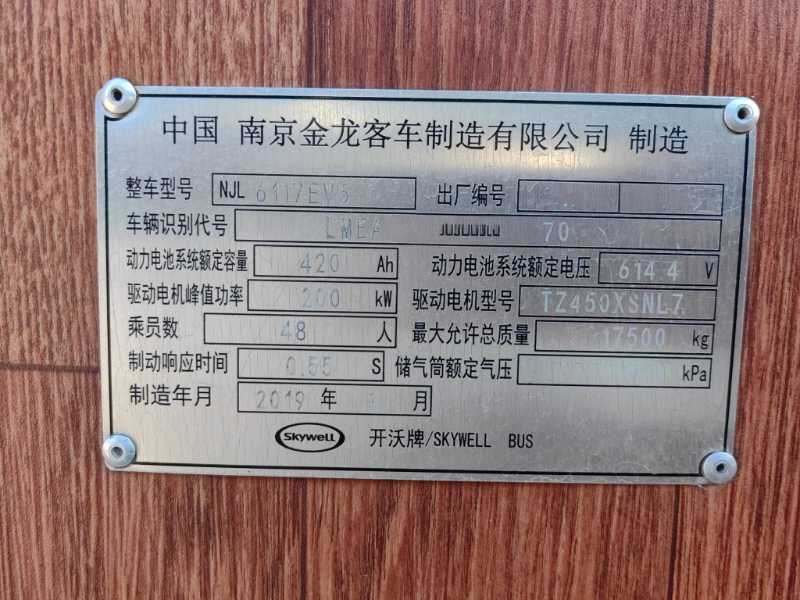 中国 南京金龙客车制造有限公司 制造
整车型号 NJL 6117EV3 出厂编号
车辆识别代号 LMEA 70
动力电池系统额定容量 420 Ah 动力电池系统额定电压 614.4 V
驱动电机峰值功率 200 kW 驱动电机型号 TZ450XSNL7
乘员数 48 人 最大允许总质量 17500 kg
制动响应时间 0.55 S 储气筒额定气压 kPa
制造年月 2019 年 月
Skywell 开沃牌/SKYWELL BUS